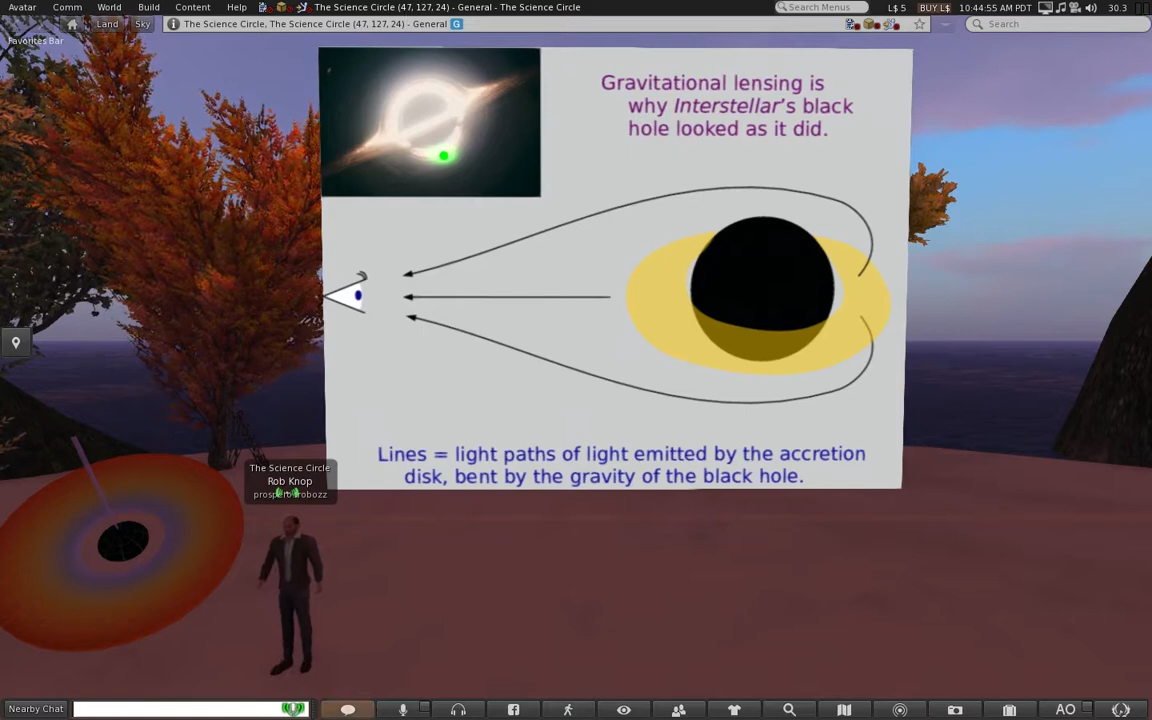 Avatar Comm World Build Content Help The Science Circle (47, 127, 24) - General - The Science Circle Search Menus L$ 5 BUY L$ 10:44:55 AM PDT 30.3
Land Sky The Science Circle, The Science Circle (47, 127, 24) - General G Search
Favorites Bar
Gravitational lensing is
why Interstellar's black
hole looked as it did.
Lines = light paths of light emitted by the accretion
disk, bent by the gravity of the black hole.
The Science Circle
Rob Knop
Nearby Chat AO